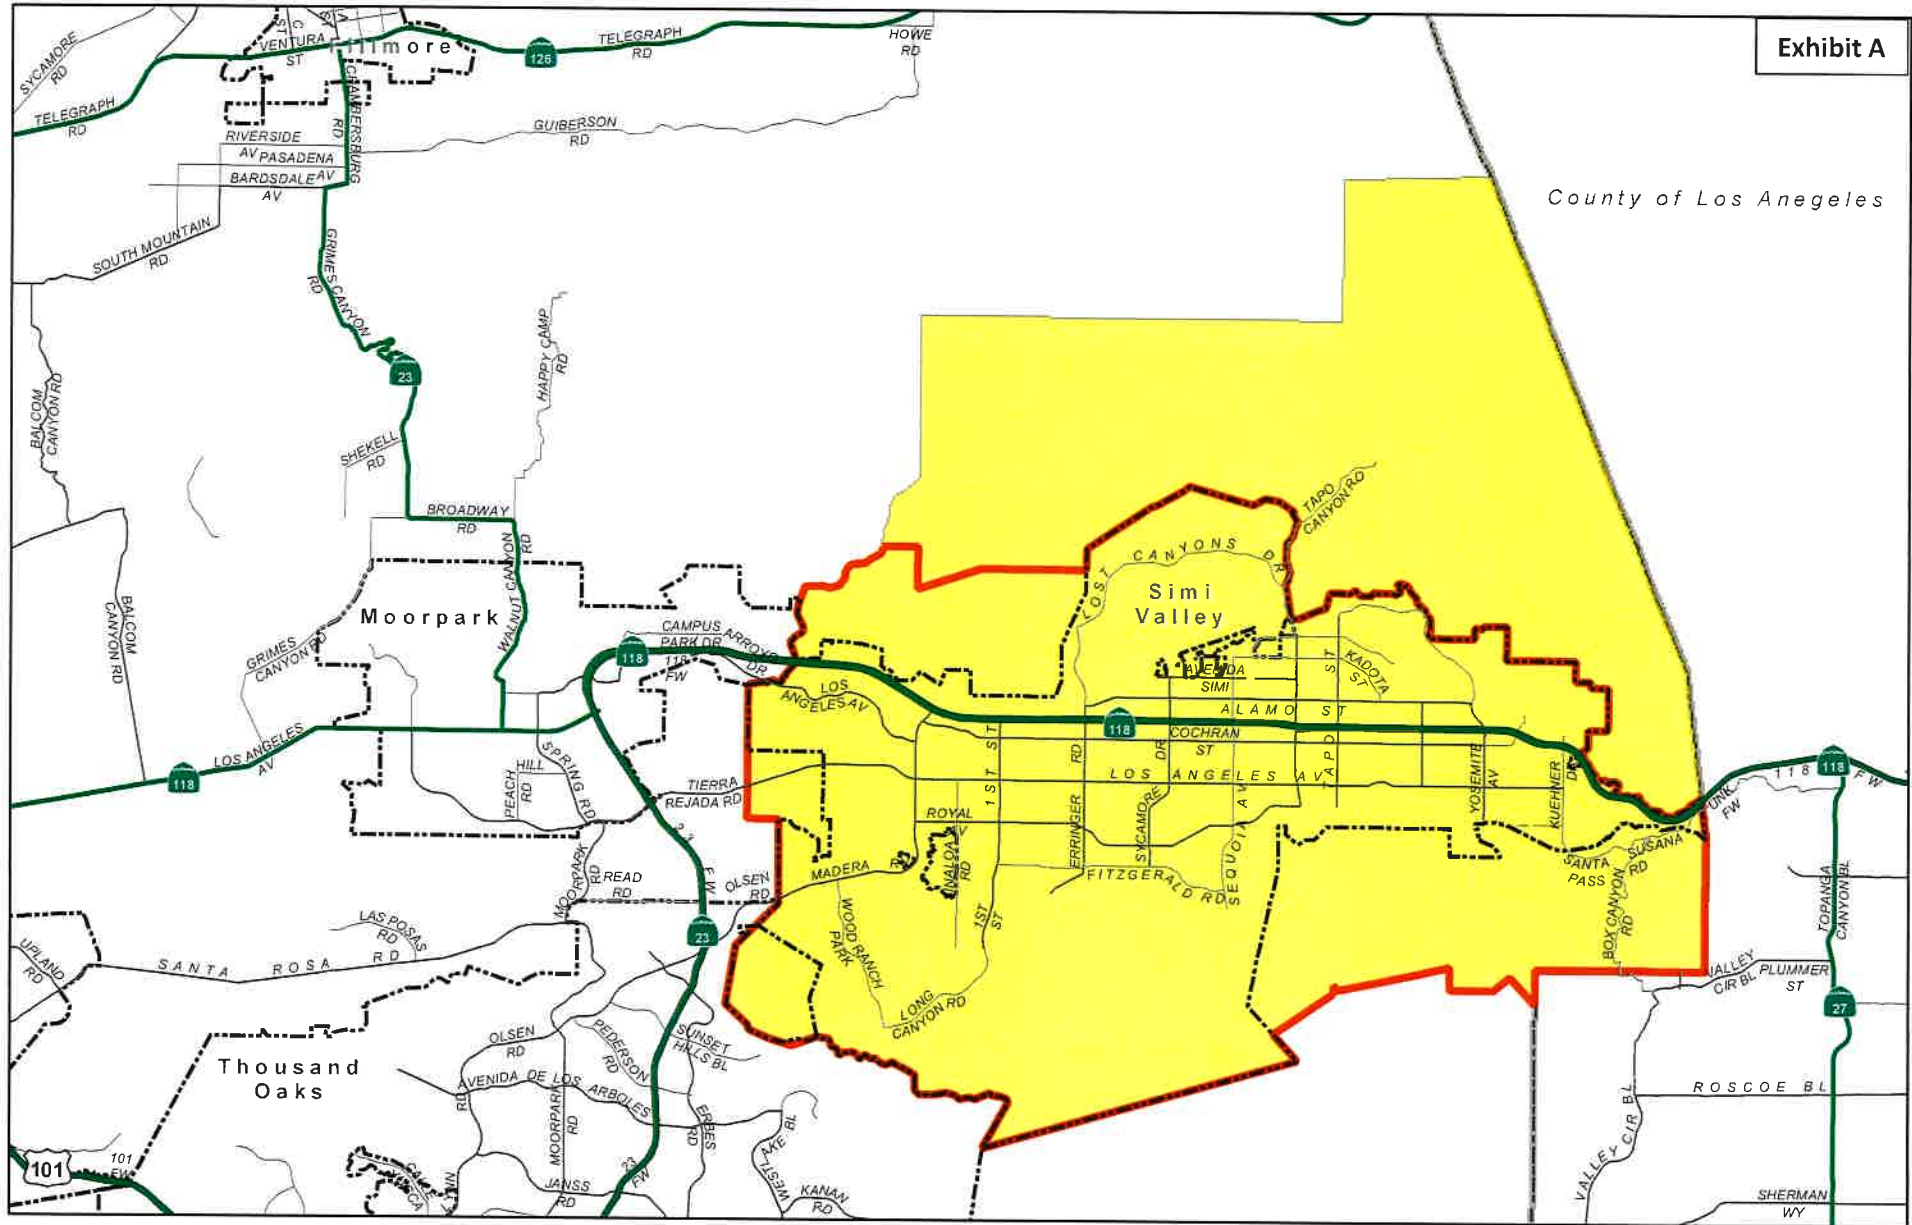 Exhibit A
County of Los Anegeles
SYCAMORE
RD
C
ST
VENTURA
ST
Fillmore
126
TELEGRAPH
RD
HOWE
RD
TELEGRAPH
RD
CHAMBERSBURG
RD
GUIBERSON
RD
RIVERSIDE
AV
PASADENA
AV
BARDSDALE
AV
SOUTH MOUNTAIN
RD
GRIMES CANYON
RD
23
HAPPY CAMP
RD
BALCOM
CANYON RD
SHEKELL
RD
BROADWAY
RD
WALNUT CANYON
RD
TAPO
CANYON RD
LOST CANYONS DR
Simi
Valley
Moorpark
BALCOM
CANYON RD
GRIMES
CANYON RD
CAMPUS
PARK DR
ARROYO
DR
118
118
FW
LOS
ANGELES AV
AVENIDA
SIMI
KADOTA
ST
ALAMO ST
118
COCHRAN
ST
LOS ANGELES AV
TAPO ST
1ST ST
ERRINGER
RD
SYCAMORE
DR
SEQUOIA AV
YOSEMITE
AV
KUEHNER
DR
LOS ANGELES
AV
118
SPRING RD
HILL
PEACH
RD
TIERRA
REJADA RD
118 FW
118
UNK
FW
ROYAL
AV
INALOA
RD
MADERA RD
FITZGERALD RD
SANTA SUSANA
PASS RD
BOX CANYON
RD
TOPANGA
CANYON BL
23 FW
MOORPARK
RD
READ
RD
OLSEN
RD
23
WOOD RANCH
PARK
1ST
ST
LONG
CANYON RD
LAS POSAS
RD
UPLAND
RD
SANTA ROSA RD
VALLEY
CIR BL
PLUMMER
ST
27
OLSEN
RD
PEDERSON
RD
SUNSET
HILLS BL
Thousand
Oaks
AVENIDA DE LOS ARBOLES
RD
MOORPARK
RD
ERBES
RD
WESTLAKE BL
ROSCOE BL
VALLEY CIR BL
101
101
FW
JANSS
RD
23
FW
KANAN
RD
SHERMAN
WY